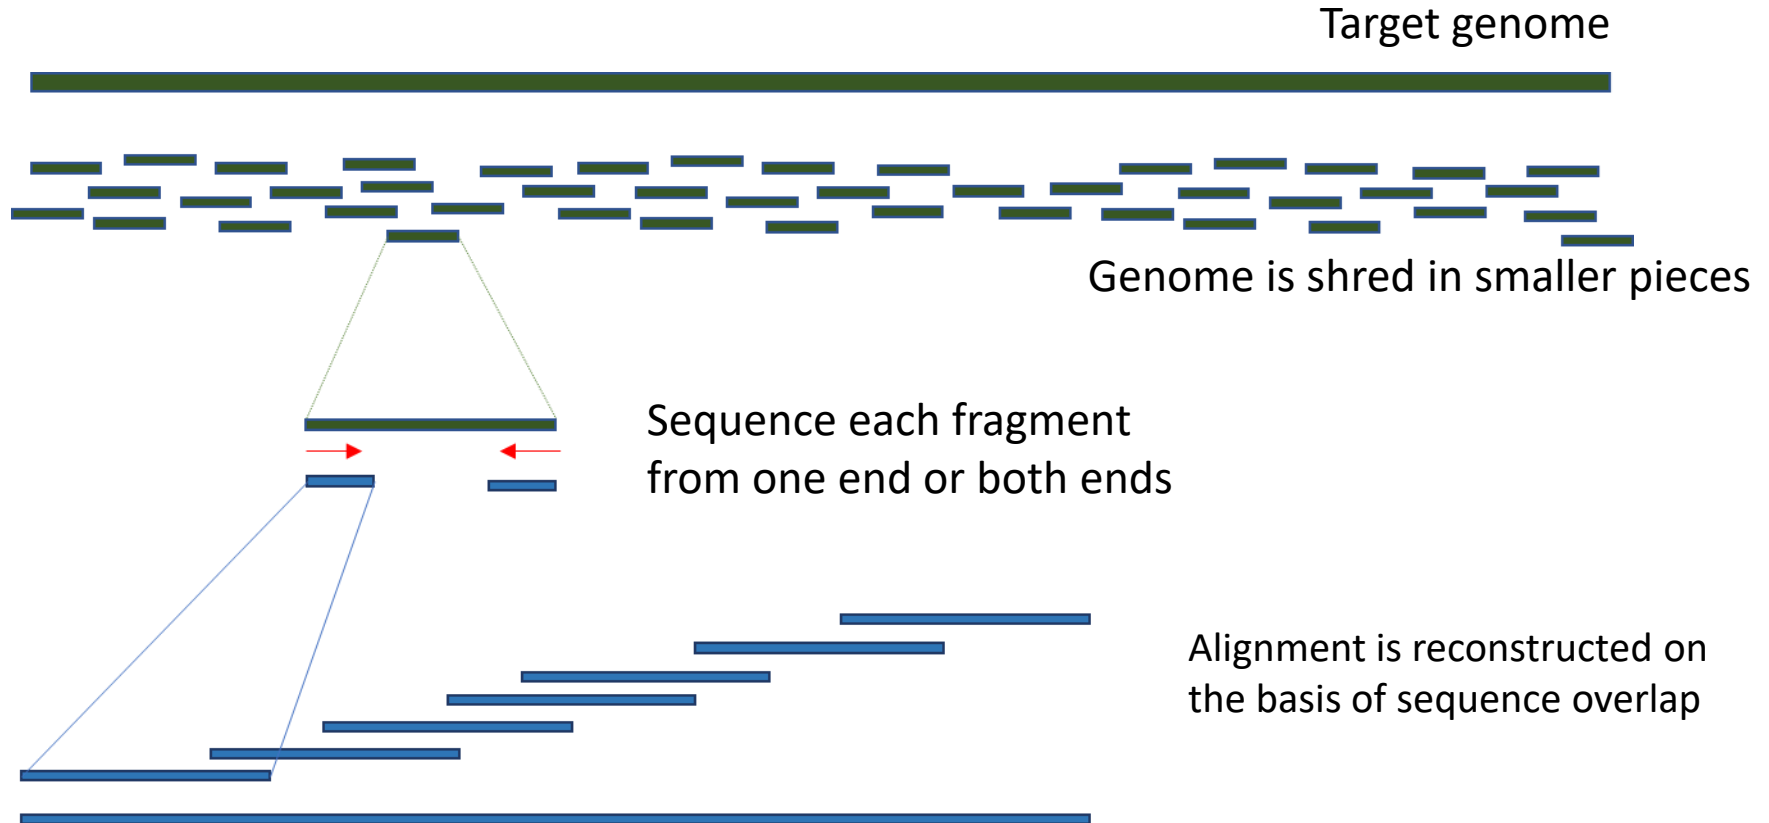 Target genome
Genome is shred in smaller pieces
Sequence each fragment
from one end or both ends
Alignment is reconstructed on
the basis of sequence overlap